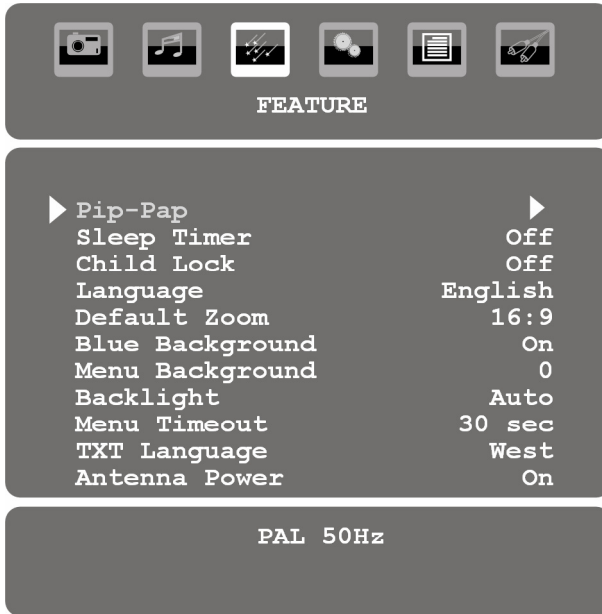 FEATURE
Pip-Pap
Sleep Timer Off
Child Lock Off
Language English
Default Zoom 16:9
Blue Background On
Menu Background 0
Backlight Auto
Menu Timeout 30 sec
TXT Language West
Antenna Power On
PAL 50Hz